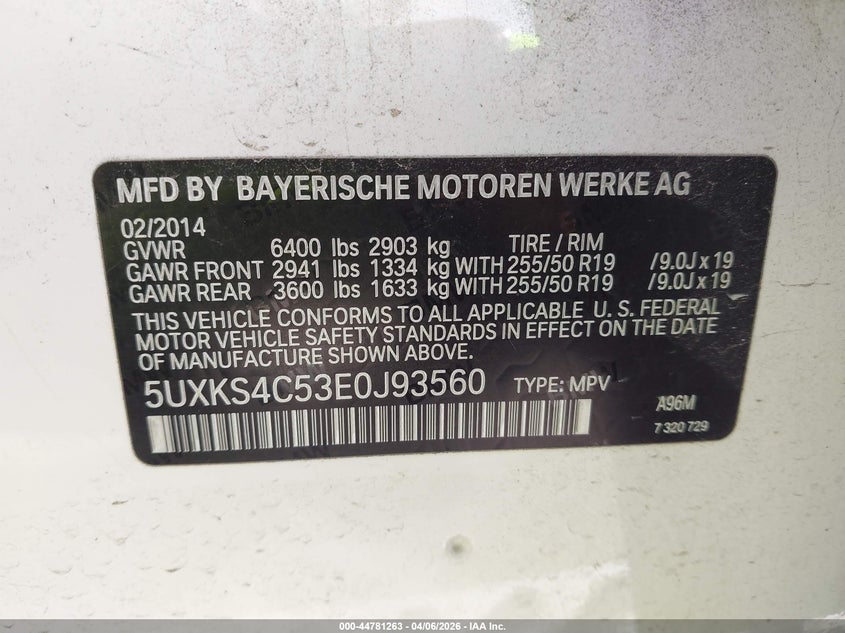 MFD BY BAYERISCHE MOTOREN WERKE AG
02/2014
GVWR 6400 lbs 2903 kg TIRE / RIM
GAWR FRONT 2941 lbs 1334 kg WITH 255/50 R19 /9.0J x 19
GAWR REAR 3600 lbs 1633 kg WITH 255/50 R19 /9.0J x 19
THIS VEHICLE CONFORMS TO ALL APPLICABLE U. S. FEDERAL
MOTOR VEHICLE SAFETY STANDARDS IN EFFECT ON THE DATE
OF MANUFACTURE SHOWN ABOVE.
5UXKS4C53E0J93560 TYPE: MPV
A96M
7 320 729
000-44781263 - 04/06/2026 - IAA Inc.